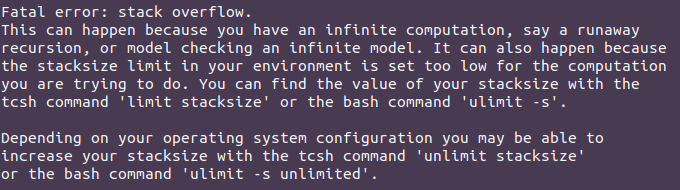 Fatal error: stack overflow.
This can happen because you have an infinite computation, say a runaway
recursion, or model checking an infinite model. It can also happen because
the stacksize limit in your environment is set too low for the computation
you are trying to do. You can find the value of your stacksize with the
tcsh command 'limit stacksize' or the bash command 'ulimit -s'.

Depending on your operating system configuration you may be able to
increase your stacksize with the tcsh command 'unlimit stacksize'
or the bash command 'ulimit -s unlimited'.